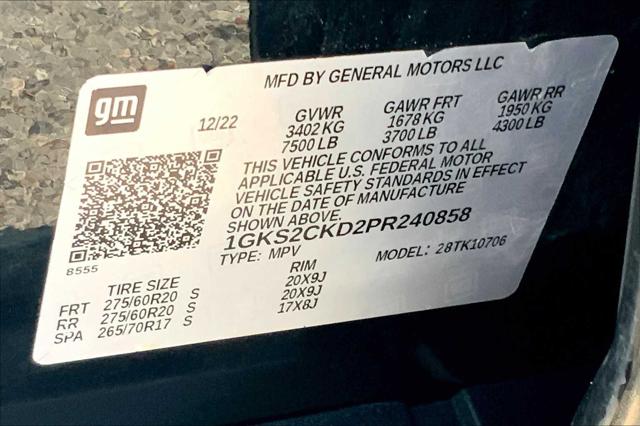 MFD BY GENERAL MOTORS LLC
gm
12/22
GVWR GAWR FRT GAWR RR
3402 KG 1678 KG 1950 KG
7500 LB 3700 LB 4300 LB
THIS VEHICLE CONFORMS TO ALL
APPLICABLE U.S. FEDERAL MOTOR
VEHICLE SAFETY STANDARDS IN EFFECT
ON THE DATE OF MANUFACTURE
SHOWN ABOVE.
1GKS2CKD2PR240858
TYPE: MPV MODEL: 28TK10706
8555
TIRE SIZE RIM
FRT 275/60R20 S 20X9J
RR 275/60R20 S 20X9J
SPA 265/70R17 S 17X8J